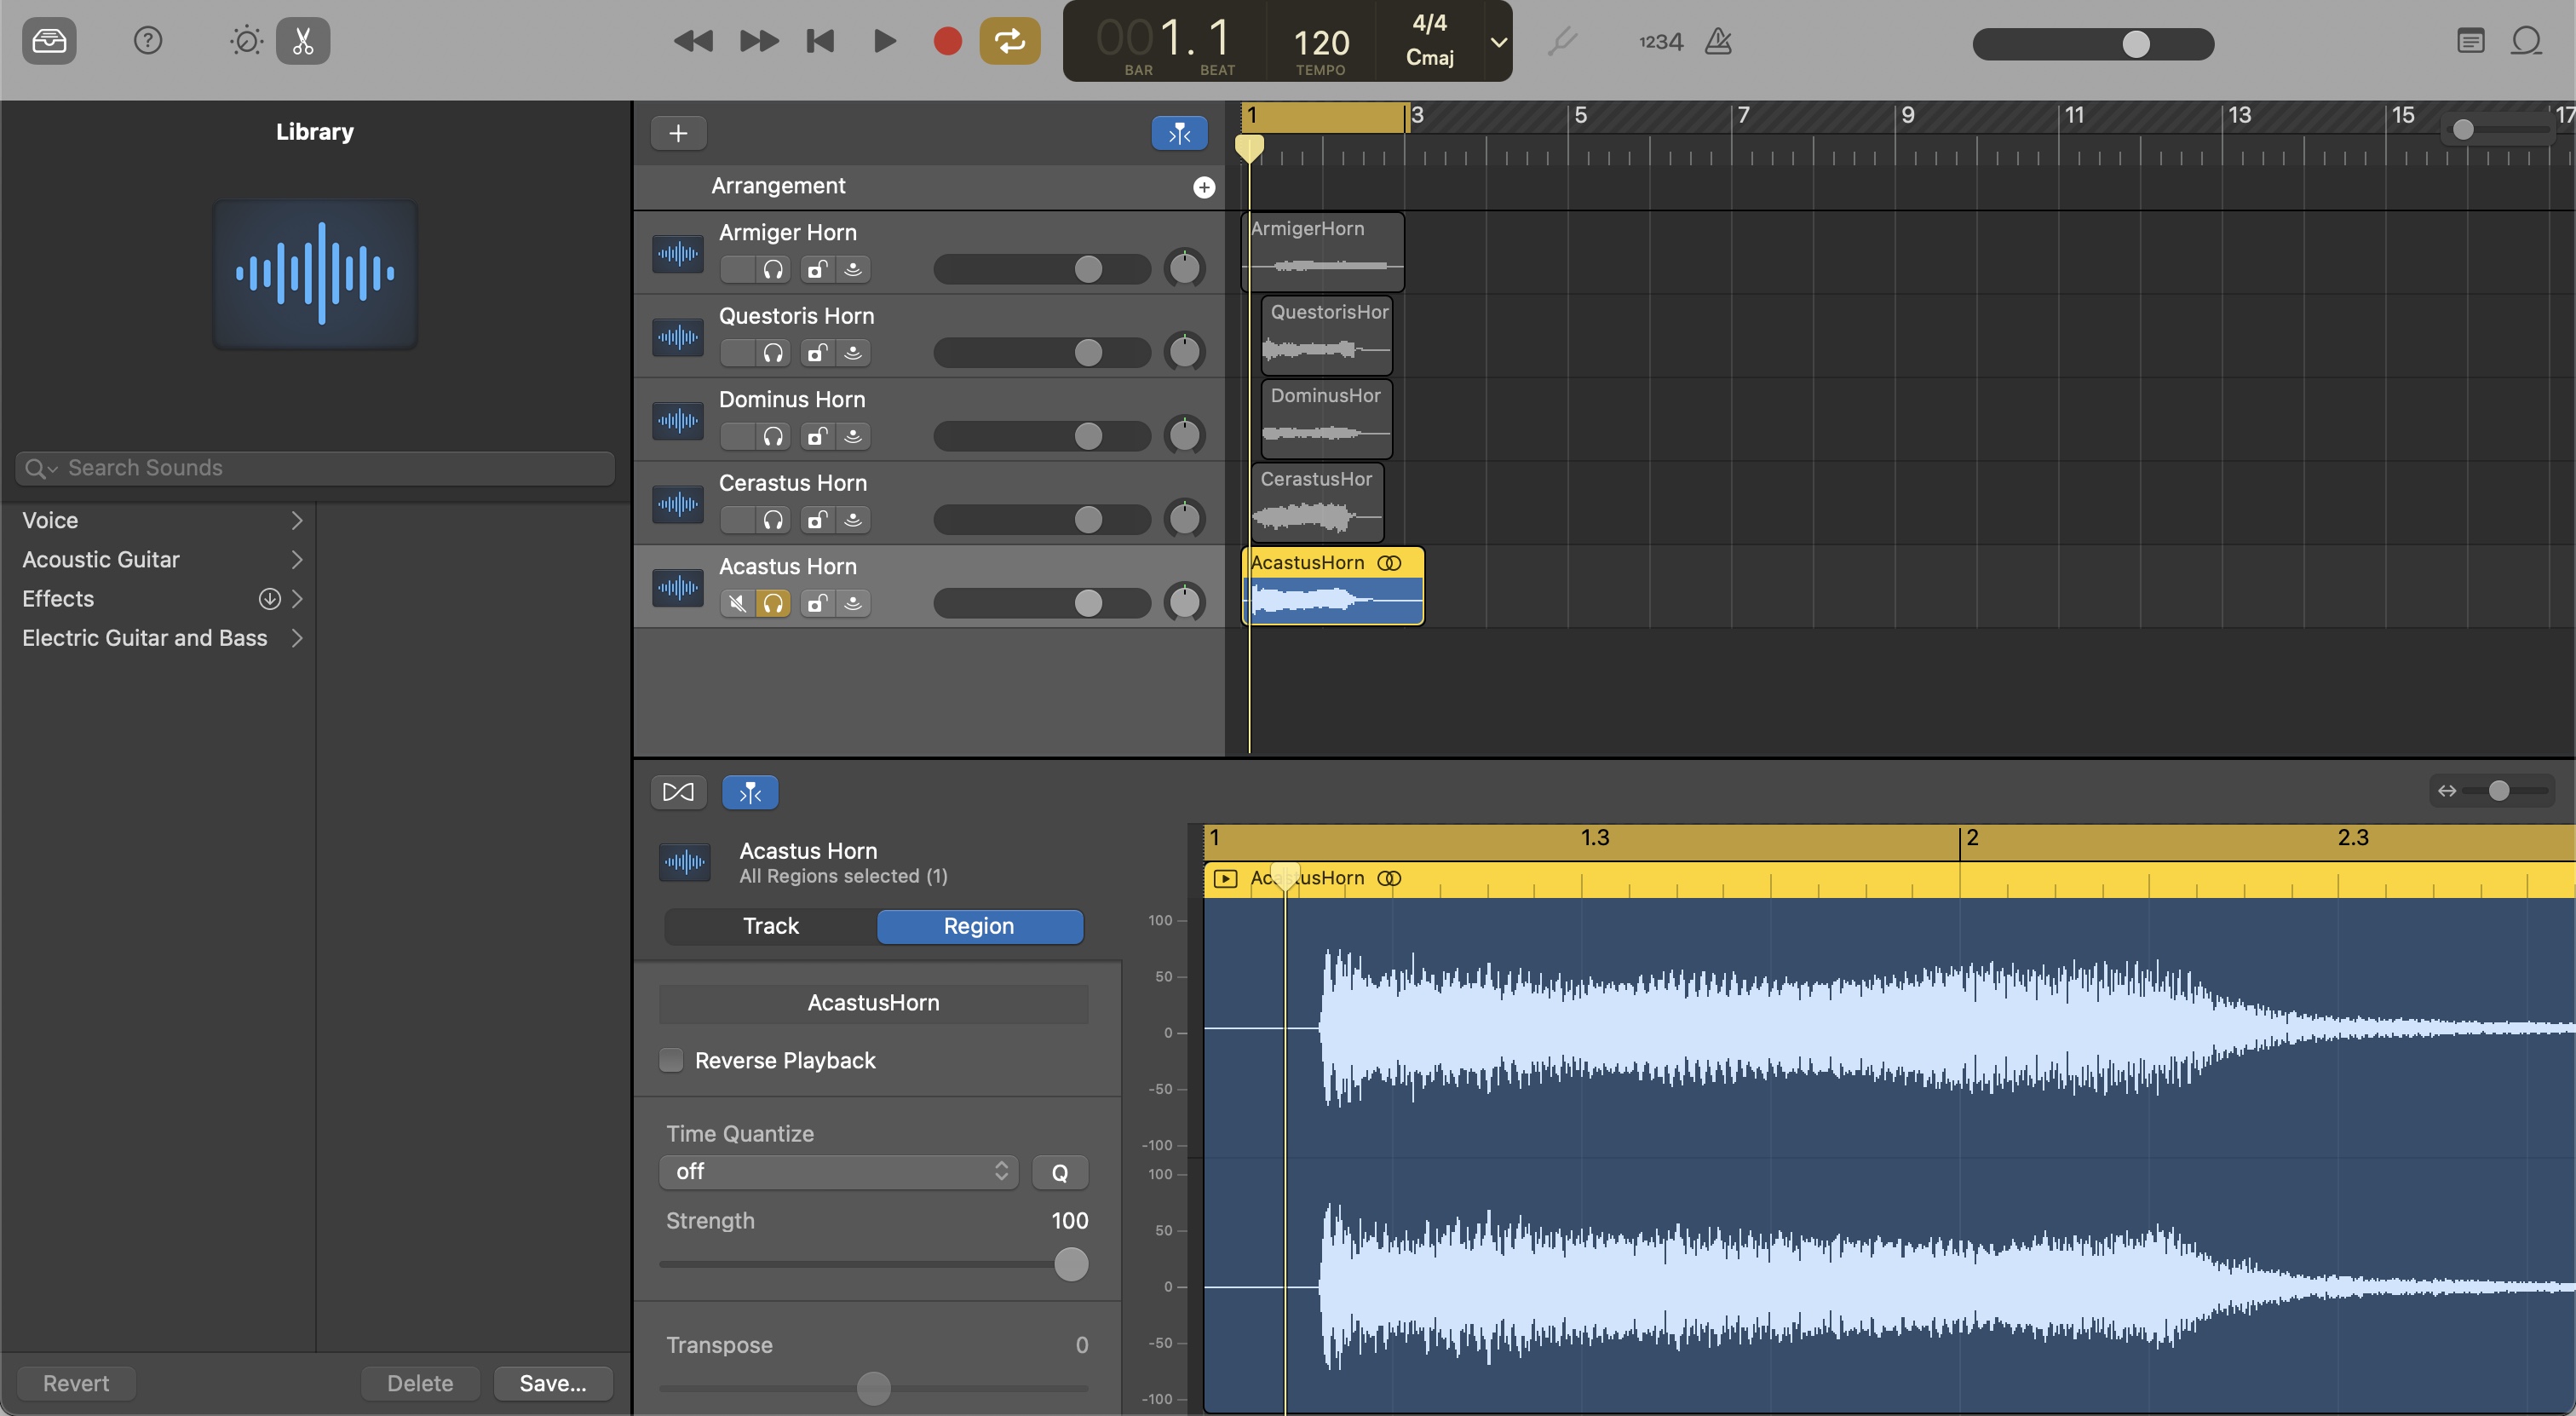 001.1
BAR
BEAT
120
TEMPO
4/4
Cmaj
1234
Library
Search Sounds
Voice
Acoustic Guitar
Effects
Electric Guitar and Bass
Revert
Delete
Save...
1
3
5
7
9
11
13
15
17
Arrangement
Armiger Horn
ArmigerHorn
Questoris Horn
QuestorisHor
Dominus Horn
DominusHor
Cerastus Horn
CerastusHor
Acastus Horn
AcastusHorn
Acastus Horn
All Regions selected (1)
Track
Region
AcastusHorn
Reverse Playback
Time Quantize
off
Q
Strength
100
Transpose
0
1
1.3
2
2.3
AcastusHorn
100
50
0
-50
-100
100
50
0
-50
-100